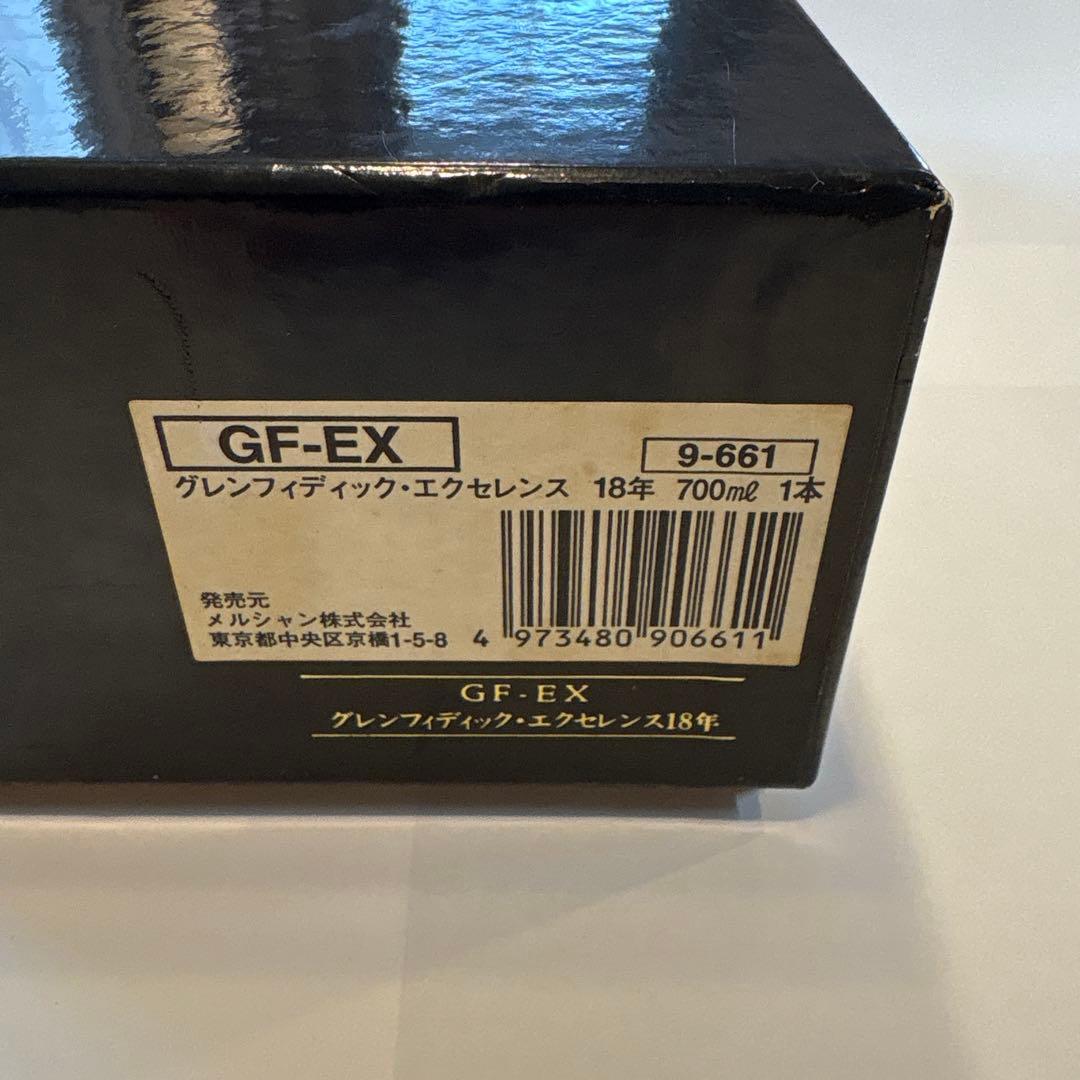 GF-EX
9-661
グレンフィディック・エクセレンス 18年 700㎖ 1本
発売元
メルシャン株式会社
東京都中央区京橋1-5-8
4 973480 906611
GF-EX
グレンフィディック・エクセレンス18年